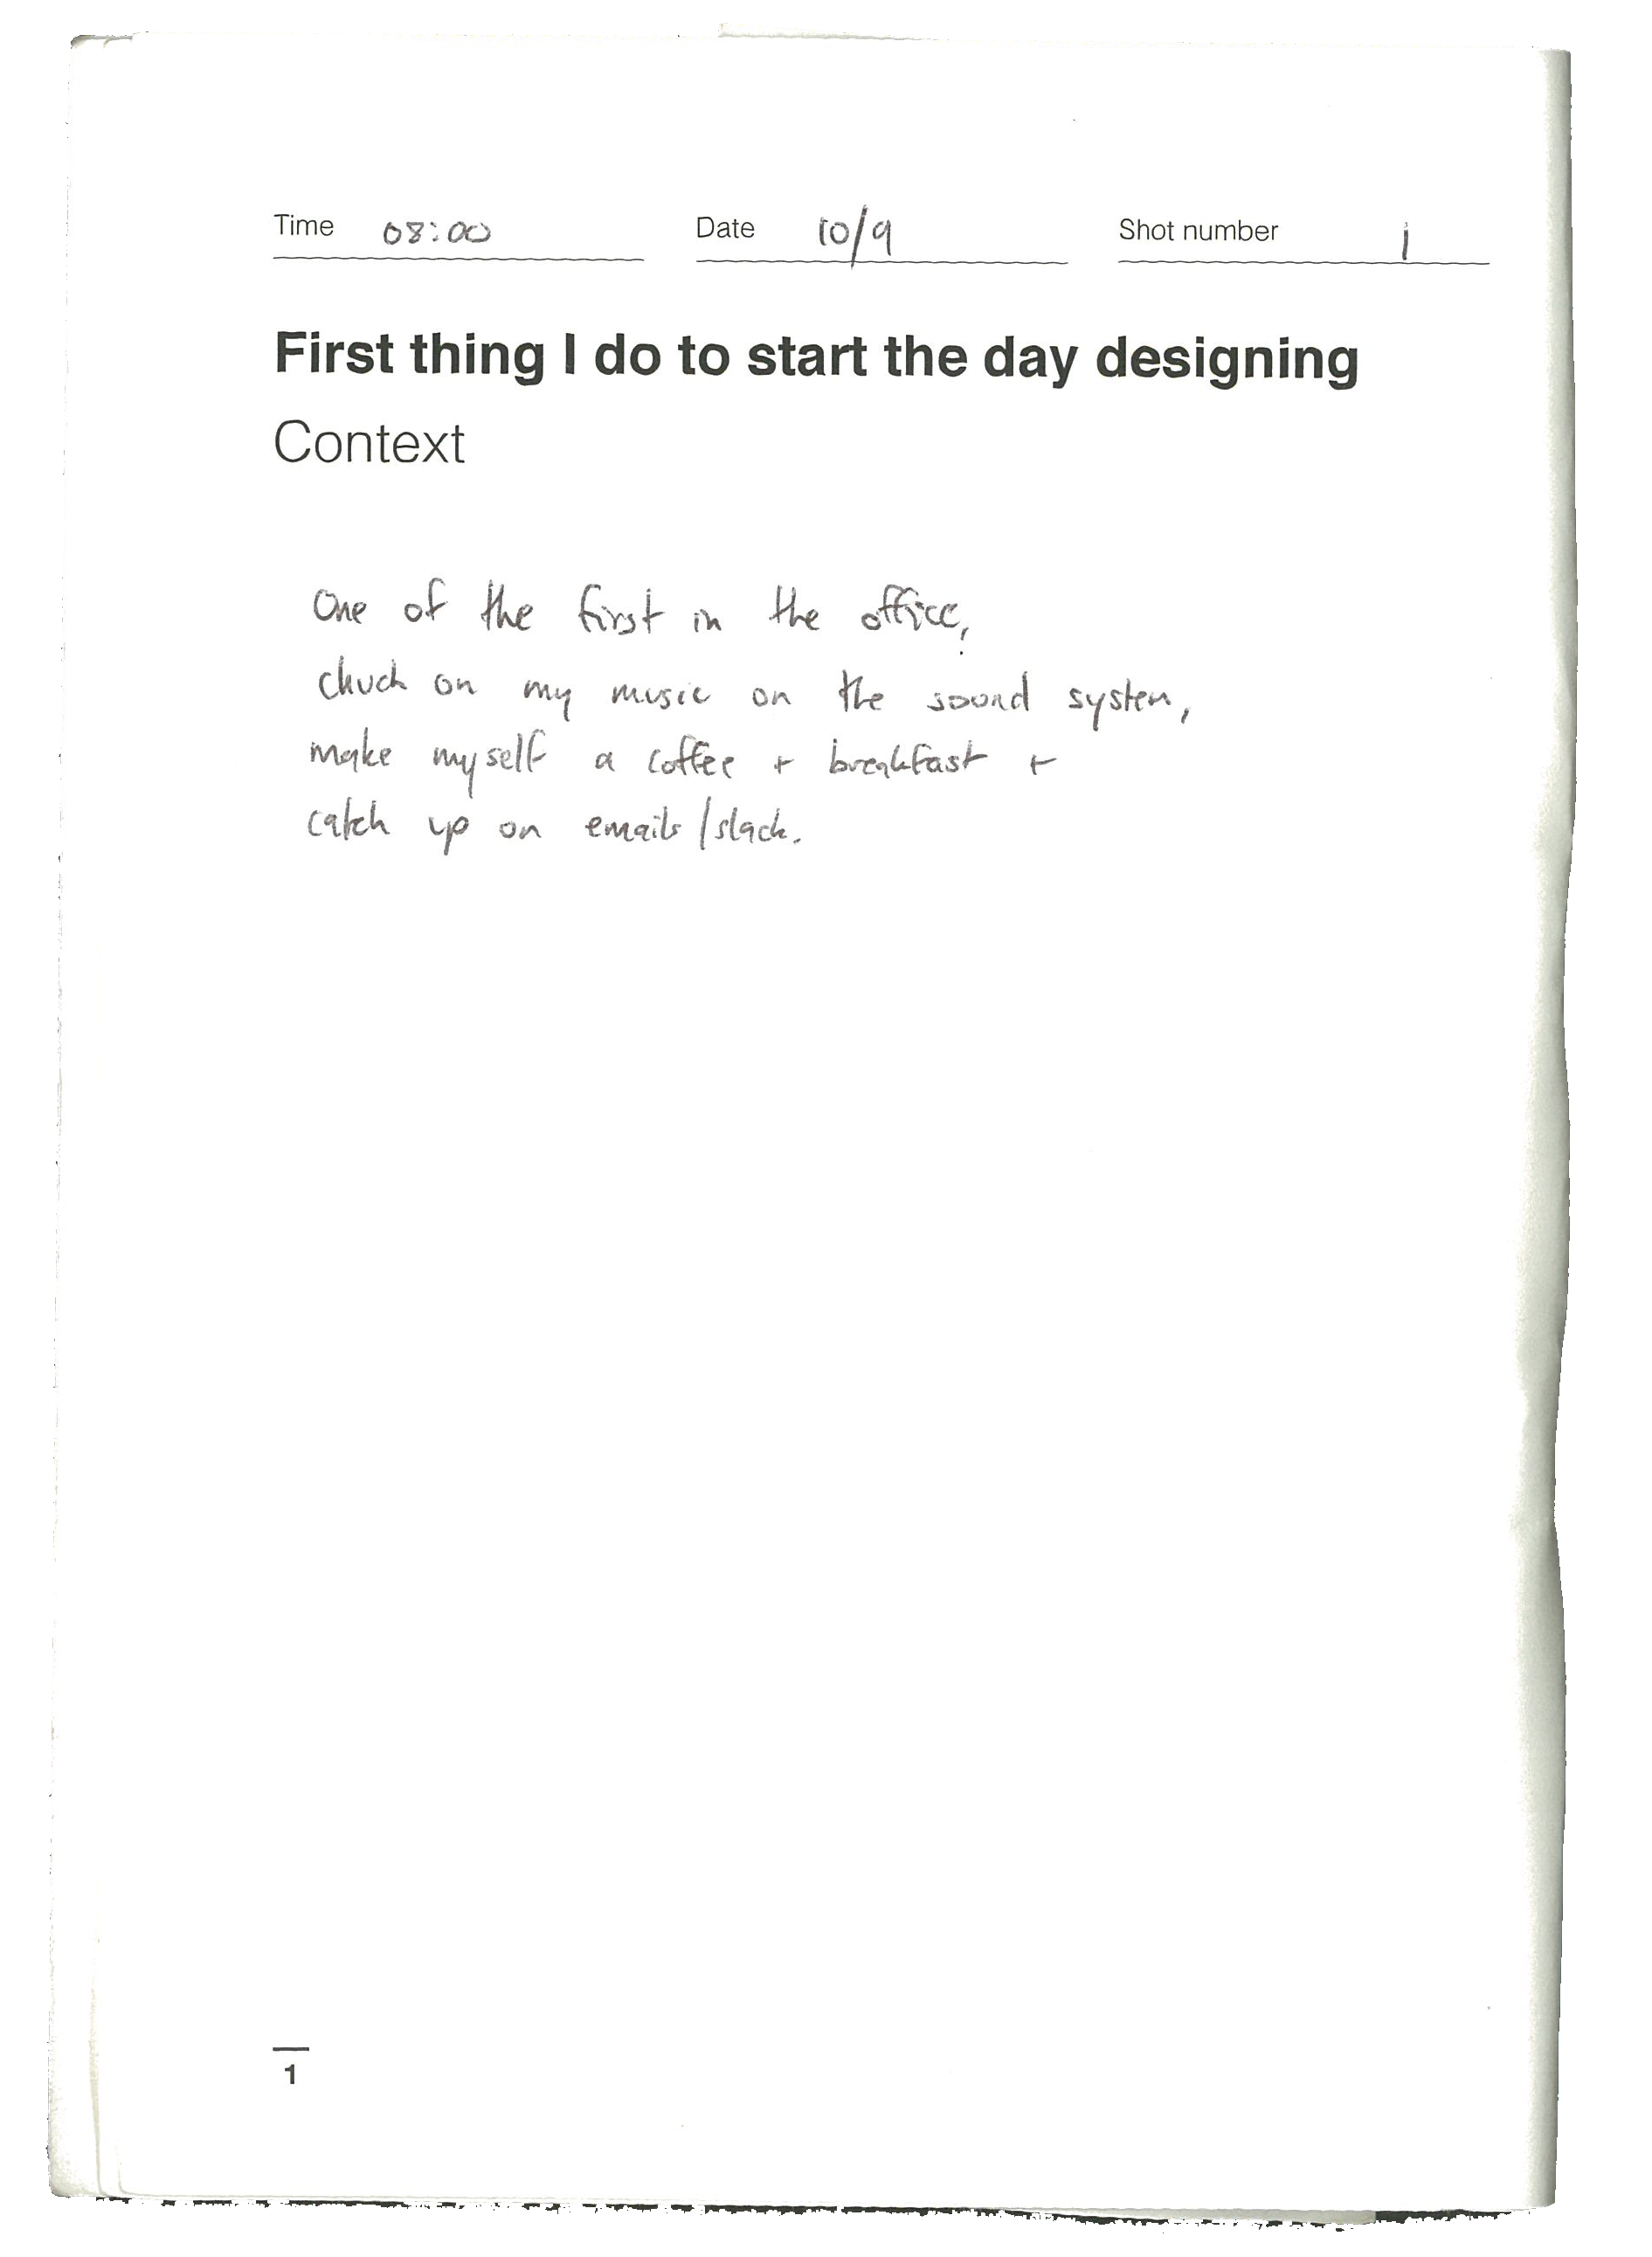 Time 08:00 Date 10/9 Shot number 1
First thing I do to start the day designing
Context
One of the first in the office,
chuck on my music on the sound system,
make myself a coffee + breakfast +
catch up on emails/slack.
1